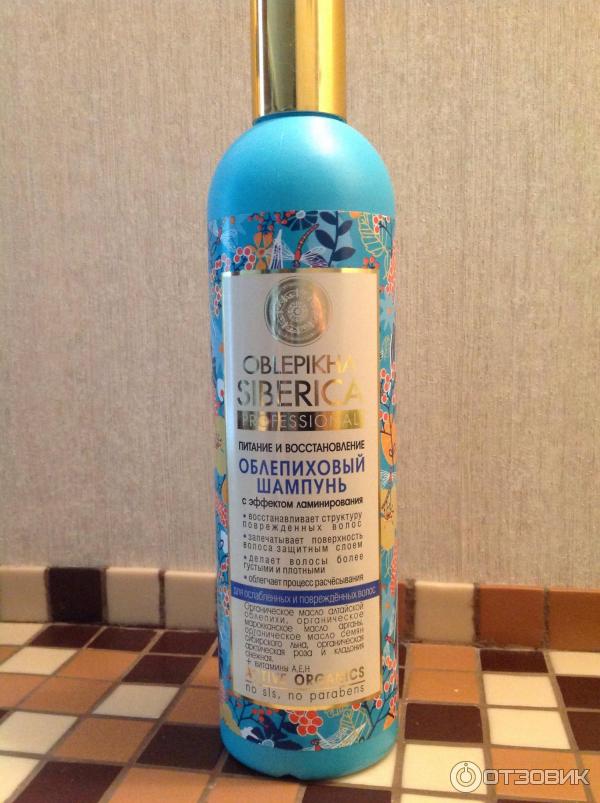 OBLEPIKHA
SIBERICA
PROFESSIONAL
ПИТАНИЕ И ВОССТАНОВЛЕНИЕ
ОБЛЕПИХОВЫЙ
ШАМПУНЬ
с эффектом ламинирования
• восстанавливает структуру
поврежденных волос
• запечатывает поверхность
волоса защитным слоем
• делает волосы более
густыми и плотными
• облегчает процесс расчёсывания
для ослабленных и повреждённых волос
Органическое масло алтайской
облепихи, органическое
марокканское масло арганы,
органическое масло семян
сибирского льна, органическая
арктическая роза и кладония
снежная.
+ витамины A,E,H
ACTIVE ORGANICS
no sls, no parabens
ОТЗОВИК